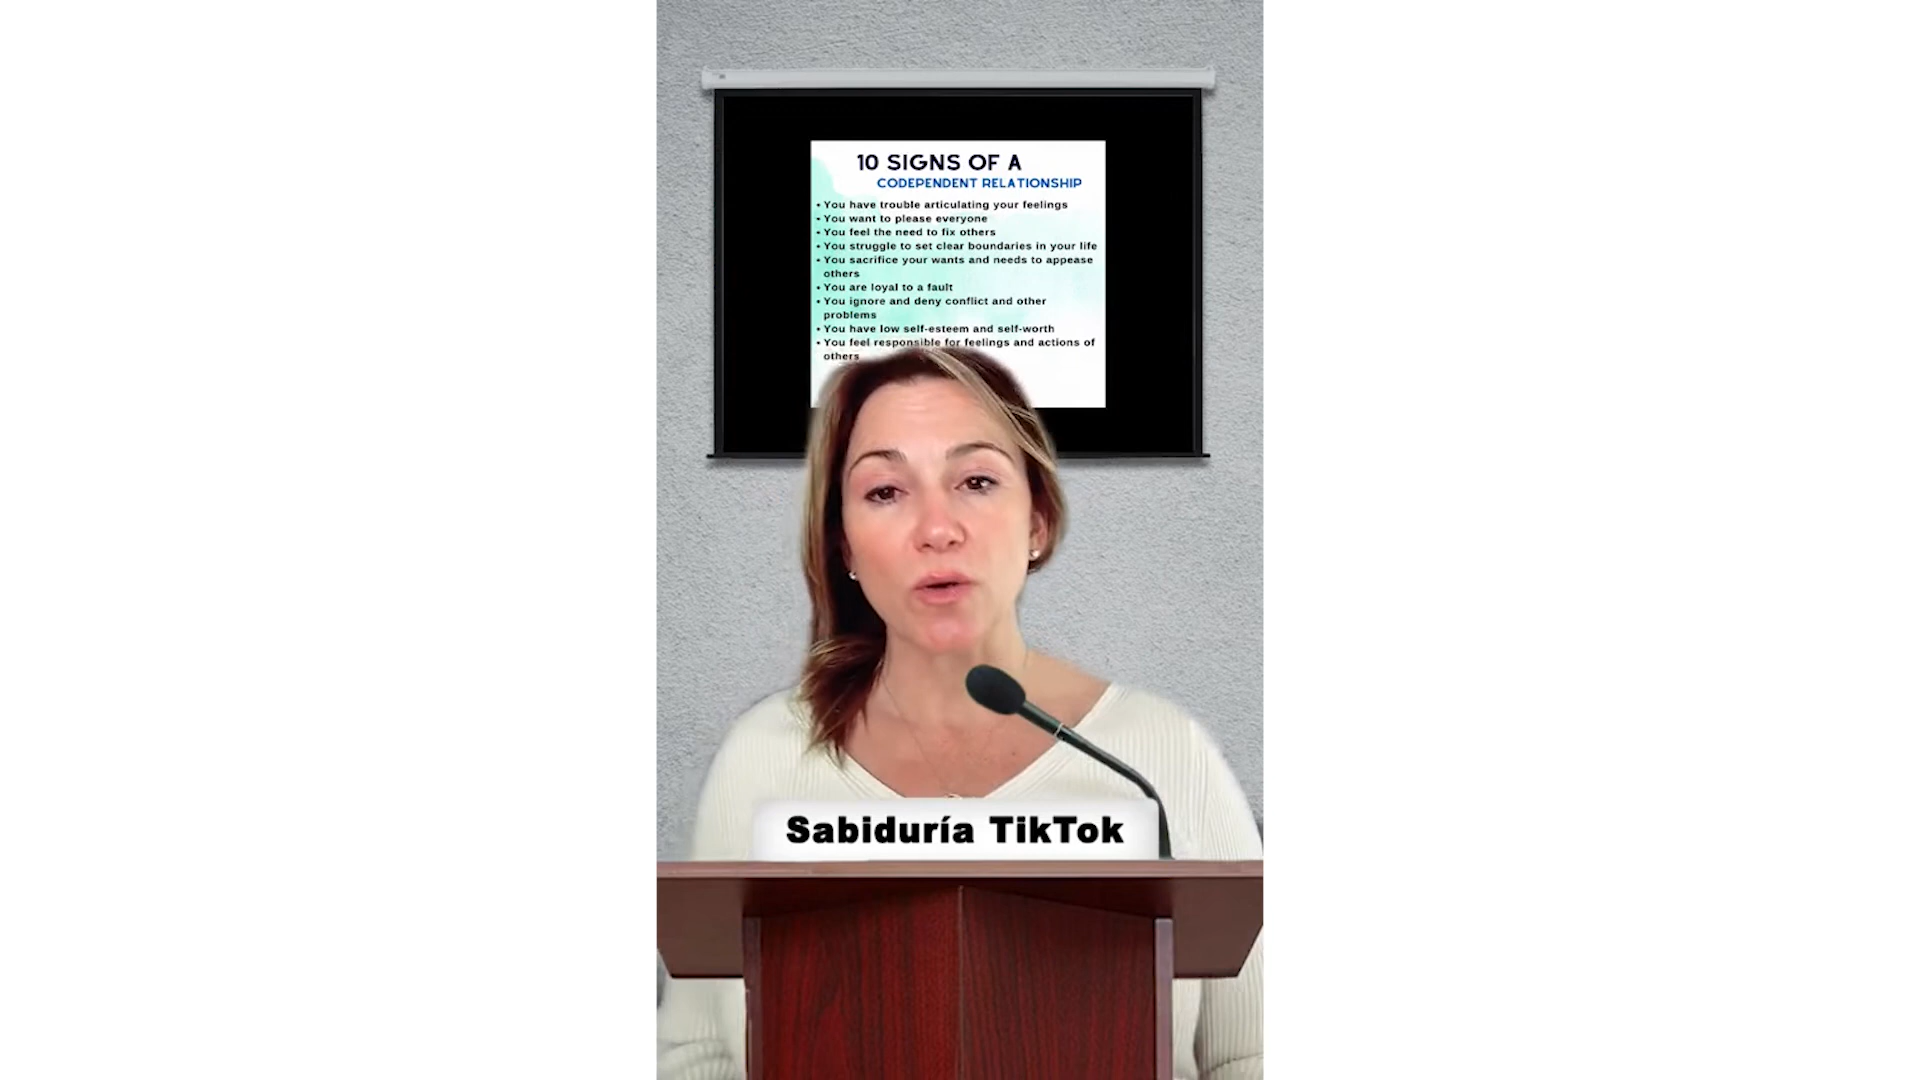 10 SIGNS OF A
CODEPENDENT RELATIONSHIP
• You have trouble articulating your feelings
• You want to please everyone
• You feel the need to fix others
• You struggle to set clear boundaries in your life
• You sacrifice your wants and needs to appease
others
• You are loyal to a fault
• You ignore and deny conflict and other
problems
• You have low self-esteem and self-worth
• You feel responsible for feelings and actions of
others
Sabiduría TikTok